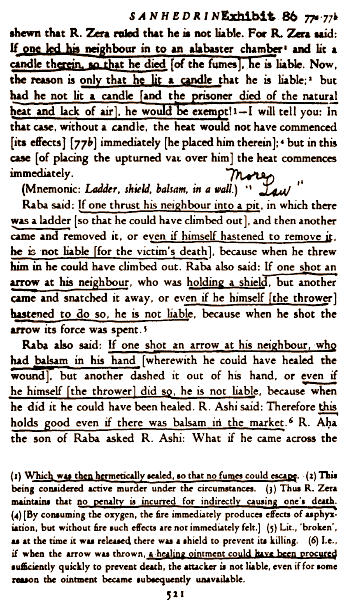 SANHEDRIN Exhibit 86 77a-77b
shewn that R. Zera ruled that he is not liable. For R. Zera said:
If one led his neighbour in to an alabaster chamber¹ and lit a
candle therein, so that he died [of the fumes], he is liable. Now,
the reason is only that he lit a candle that he is liable;² but
had he not lit a candle [and the prisoner died of the natural
heat and lack of air], he would be exempt!³—I will tell you: In
that case, without a candle, the heat would not have commenced
[its effects] [77b] immediately [he placed him therein];⁴ but in this
case [of placing the upturned vat over him] the heat commences
immediately.
More
(Mnemonic: Ladder, shield, balsam, in a wall.) " Law "
Raba said: If one thrust his neighbour into a pit, in which there
was a ladder [so that he could have climbed out], and then another
came and removed it, or even if himself hastened to remove it,
he is not liable [for the victim's death], because when he threw
him in he could have climbed out. Raba also said: If one shot an
arrow at his neighbour, who was holding a shield, but another
came and snatched it away, or even if he himself [the thrower]
hastened to do so, he is not liable, because when he shot the
arrow its force was spent.⁵
Raba also said: If one shot an arrow at his neighbour, who
had balsam in his hand [wherewith he could have healed the
wound], but another dashed it out of his hand, or even if
he himself [the thrower] did so, he is not liable, because when
he did it he could have been healed. R. Ashi said: Therefore this
holds good even if there was balsam in the market.⁶ R. Aḥa
the son of Raba asked R. Ashi: What if he came across the
(1) Which was then hermetically sealed, so that no fumes could escape. (2) This
being considered active murder under the circumstances. (3) Thus R. Zera
maintains that no penalty is incurred for indirectly causing one's death.
(4) [By consuming the oxygen, the fire immediately produces effects of asphyx-
iation, but without fire such effects are not immediately felt.] (5) Lit., 'broken',
as at the time it was released, there was a shield to prevent its killing. (6) I.e.,
if when the arrow was thrown, a healing ointment could have been procured
sufficiently quickly to prevent death, the attacker is not liable, even if for some
reason the ointment became subsequently unavailable.
521